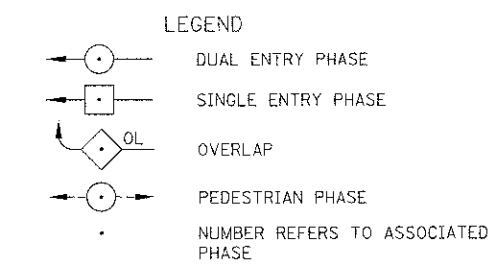 LEGEND
DUAL ENTRY PHASE
SINGLE ENTRY PHASE
OL
OVERLAP
PEDESTRIAN PHASE
NUMBER REFERS TO ASSOCIATED
PHASE